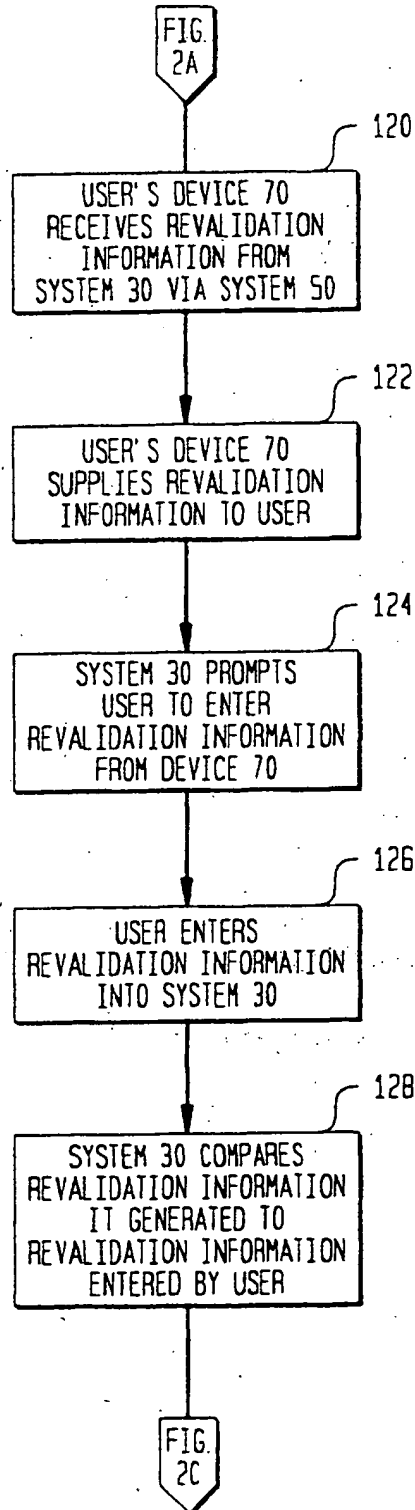 FIG.
2A
120
USER'S DEVICE 70
RECEIVES REVALIDATION
INFORMATION FROM
SYSTEM 30 VIA SYSTEM 50
122
USER'S DEVICE 70
SUPPLIES REVALIDATION
INFORMATION TO USER
124
SYSTEM 30 PROMPTS
USER TO ENTER
REVALIDATION INFORMATION
FROM DEVICE 70
126
USER ENTERS
REVALIDATION INFORMATION
INTO SYSTEM 30
128
SYSTEM 30 COMPARES
REVALIDATION INFORMATION
IT GENERATED TO
REVALIDATION INFORMATION
ENTERED BY USER
FIG.
2C